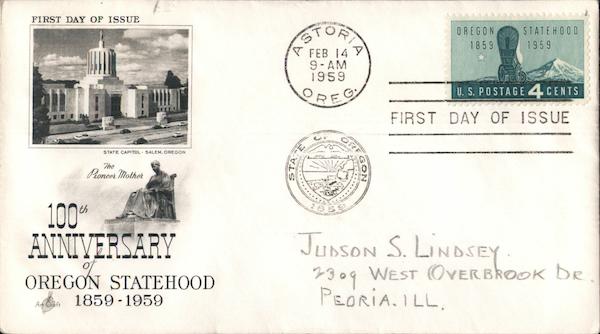 FIRST DAY OF ISSUE
STATE CAPITOL - SALEM, OREGON
The
Pioneer Mother
100th
ANNIVERSARY
of
OREGON STATEHOOD
1859-1959
Art Craft
ASTORIA
FEB 14
9-AM
1959
OREG.
OREGON STATEHOOD
1859 1959
U.S. POSTAGE 4 CENTS
FIRST DAY OF ISSUE
STATE OF OREGON
1859
JUDSON S. LINDSEY.
2309 WEST OVERBROOK DR.
PEORIA. ILL.